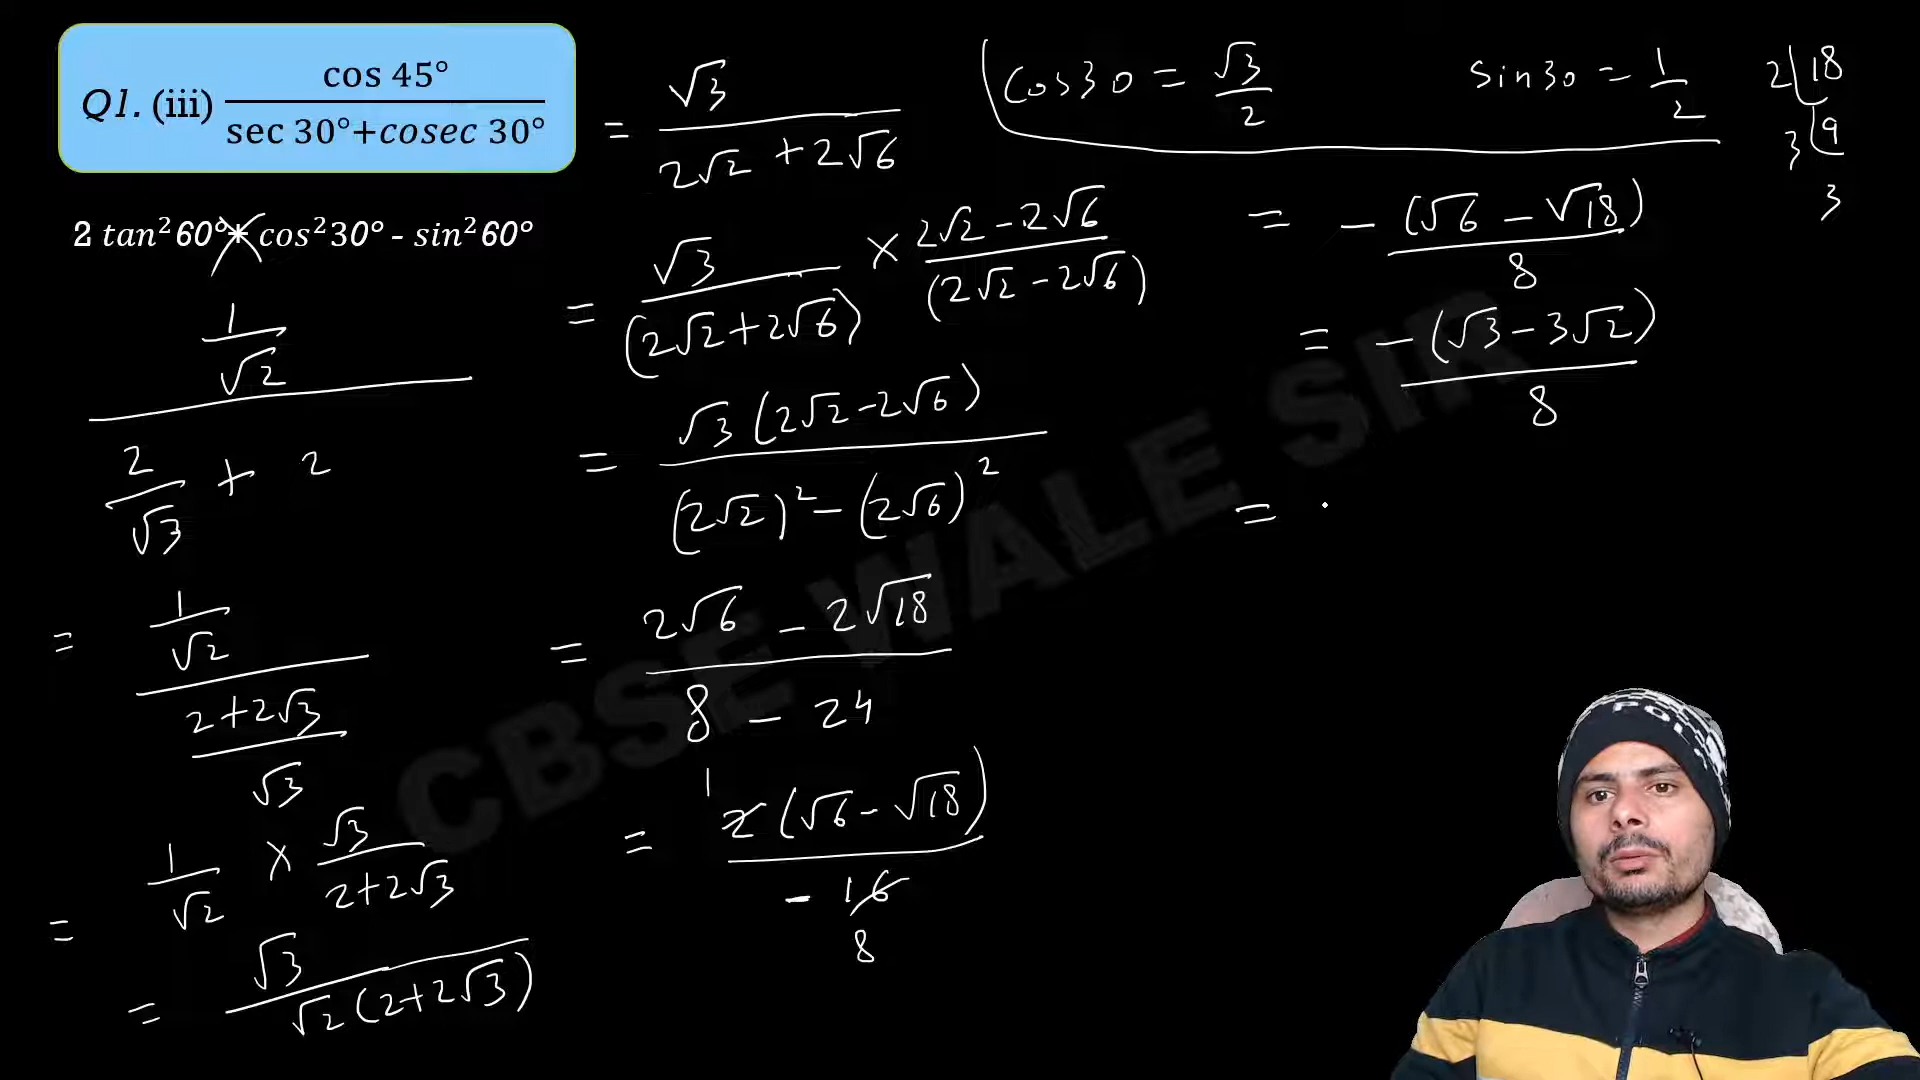 Q1. (iii) cos 45° / (sec 30°+cosec 30°)
2 tan²60°+ cos²30° - sin²60°
(1/√2) / (2/√3 + 2)
= (1/√2) / ((2+2√3)/√3)
= 1/√2 × √3/(2+2√3)
= √3 / (√2(2+2√3))
= √3 / (2√2 + 2√6)
= √3/(2√2+2√6) × (2√2-2√6)/(2√2-2√6)
= √3(2√2-2√6) / ((2√2)² - (2√6)²)
= (2√6 - 2√18) / (8 - 24)
1
= 2(√6-√18) / -16
8
cos30 = √3/2
sin30 = 1/2
2 18
3 9
3
= -(√6 - √18) / 8
= -(√3-3√2) / 8
=
CBSE WALE SIR
PO